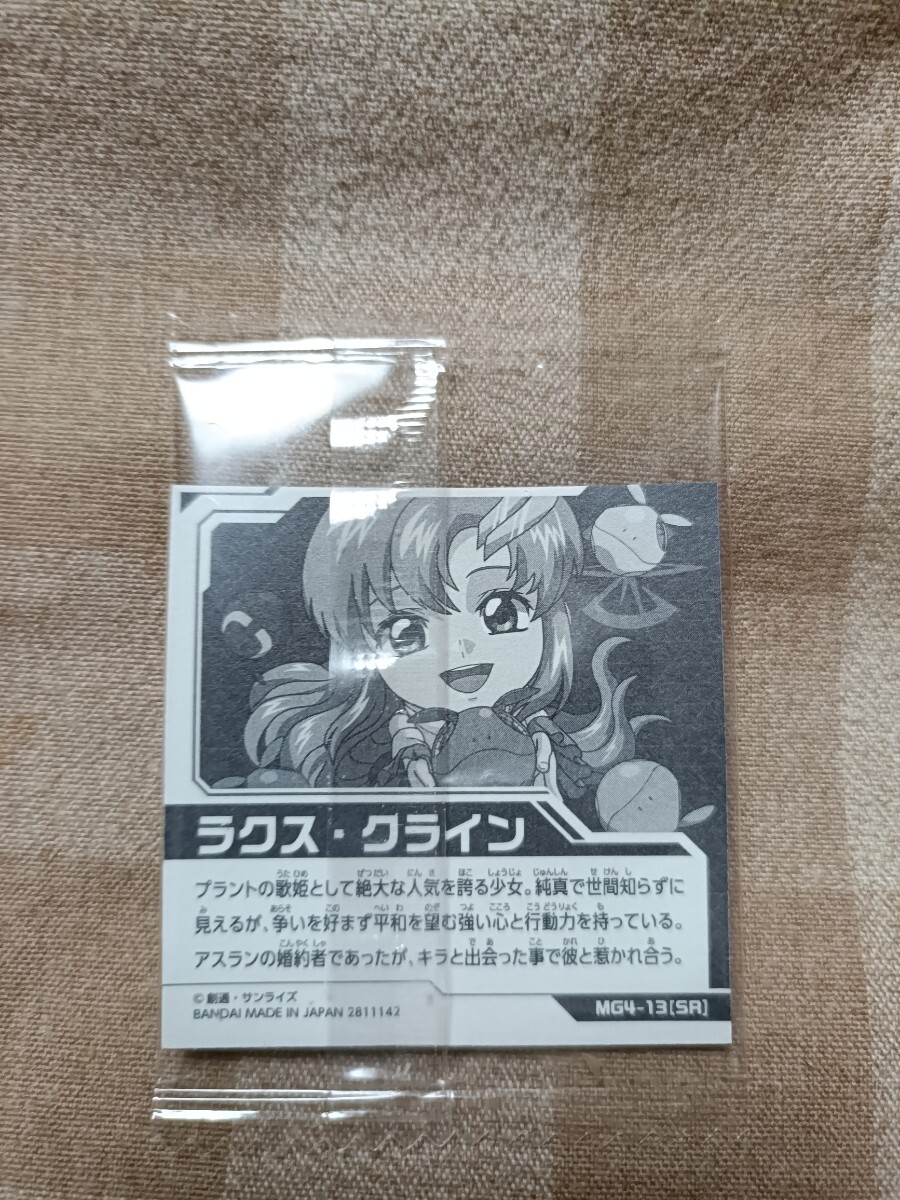 ラクス・クライン
プラントの歌姫として絶大な人気を誇る少女。純真で世間知らずに
見えるが、争いを好まず平和を望む強い心と行動力を持っている。
アスランの婚約者であったが、キラと出会った事で彼と惹かれ合う。
©創通・サンライズ
BANDAI MADE IN JAPAN 2811142
MG4-13[SR]